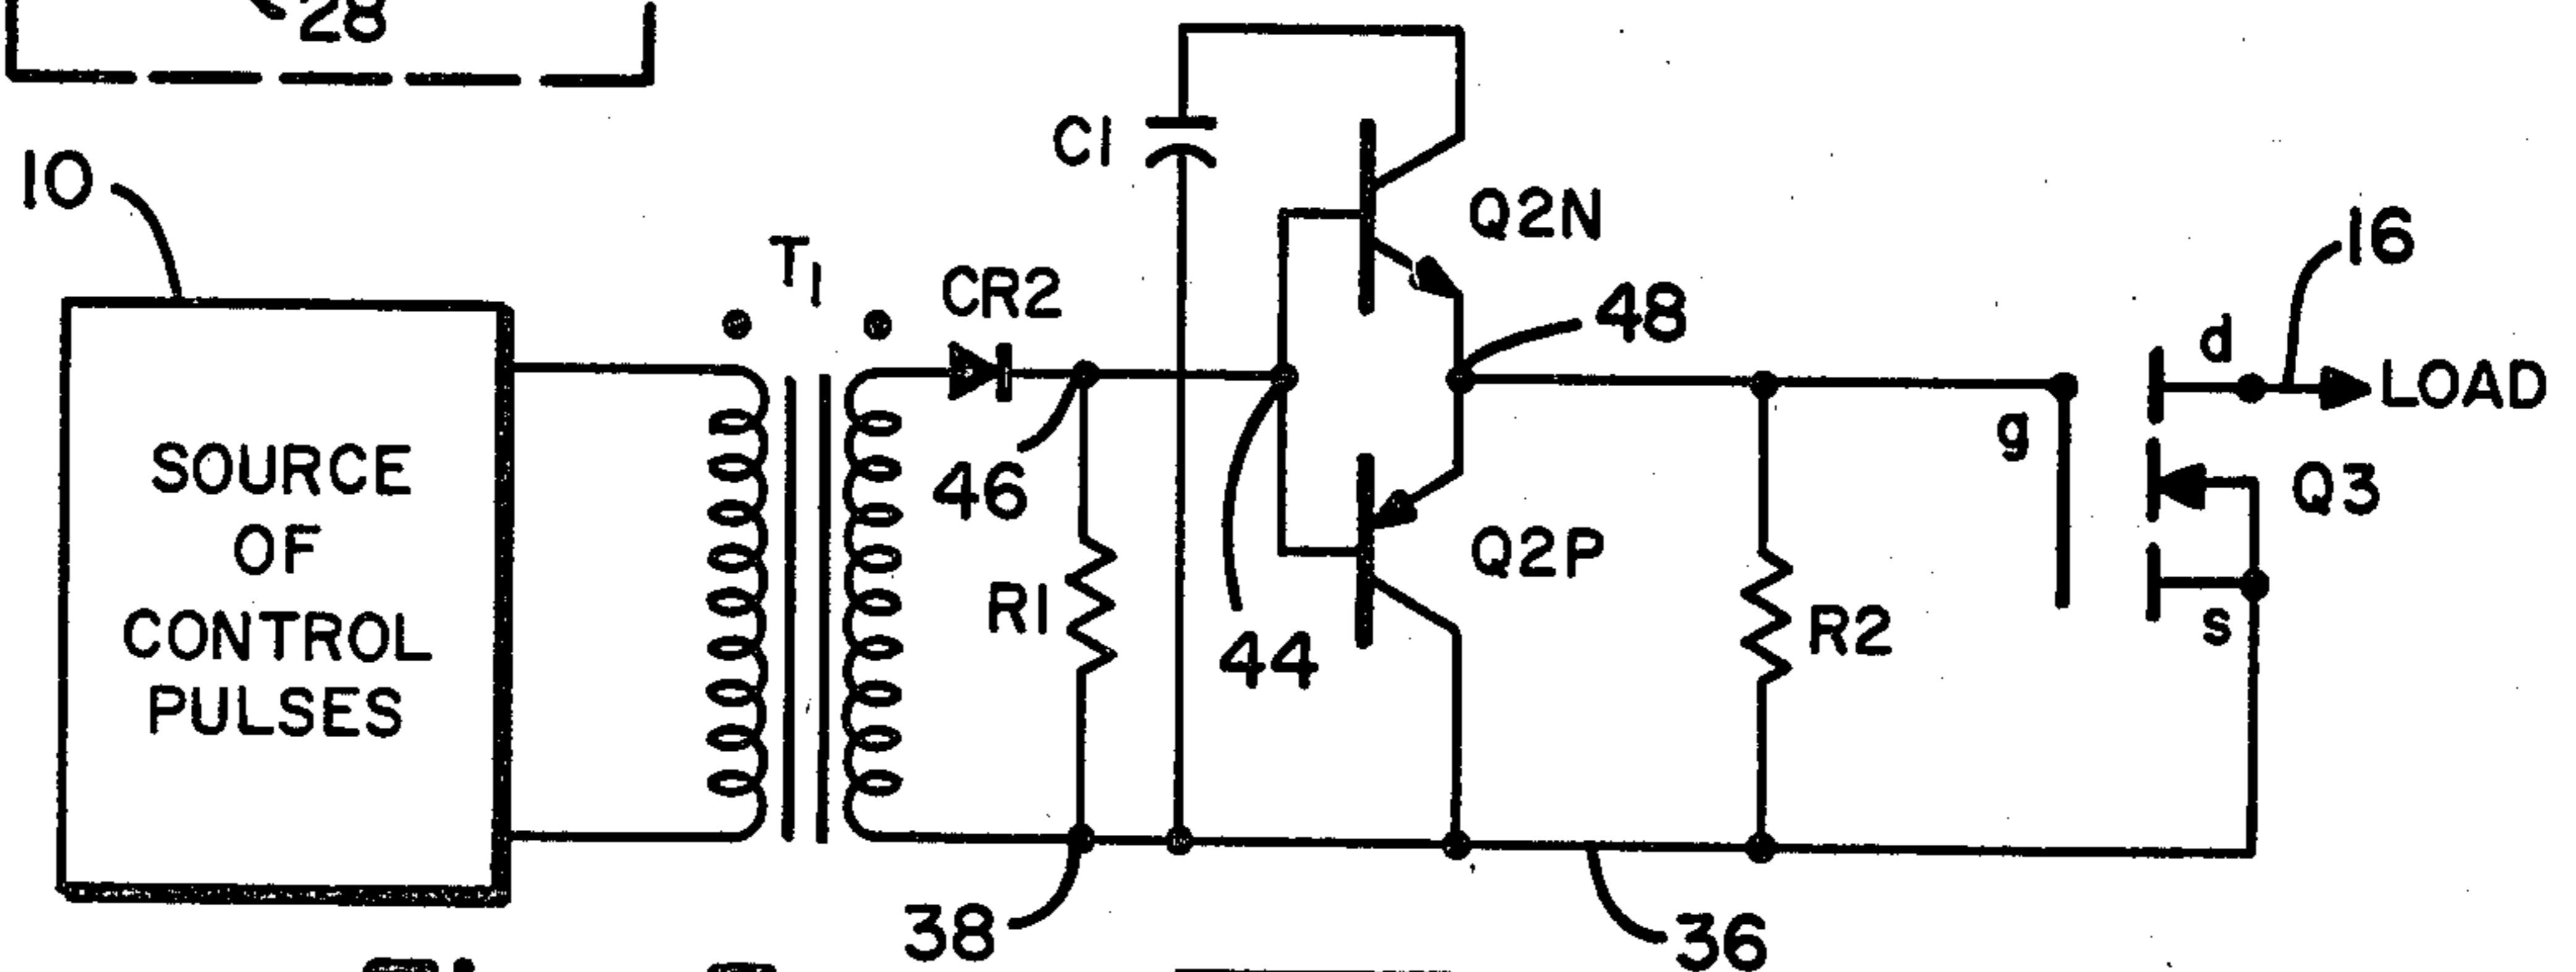 28
10
SOURCE
OF
CONTROL
PULSES
T1
CR2
46
R1
38
C1
44
Q2N
48
Q2P
36
R2
g
d
s
16
LOAD
Q3